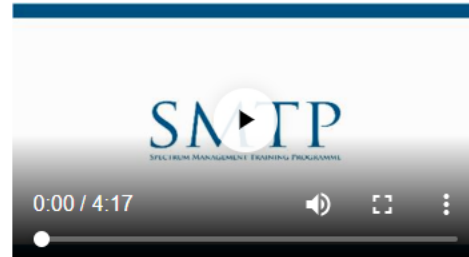 SMTP
SPECTRUM MANAGEMENT TRAINING PROGRAMME
0:00 / 4:17